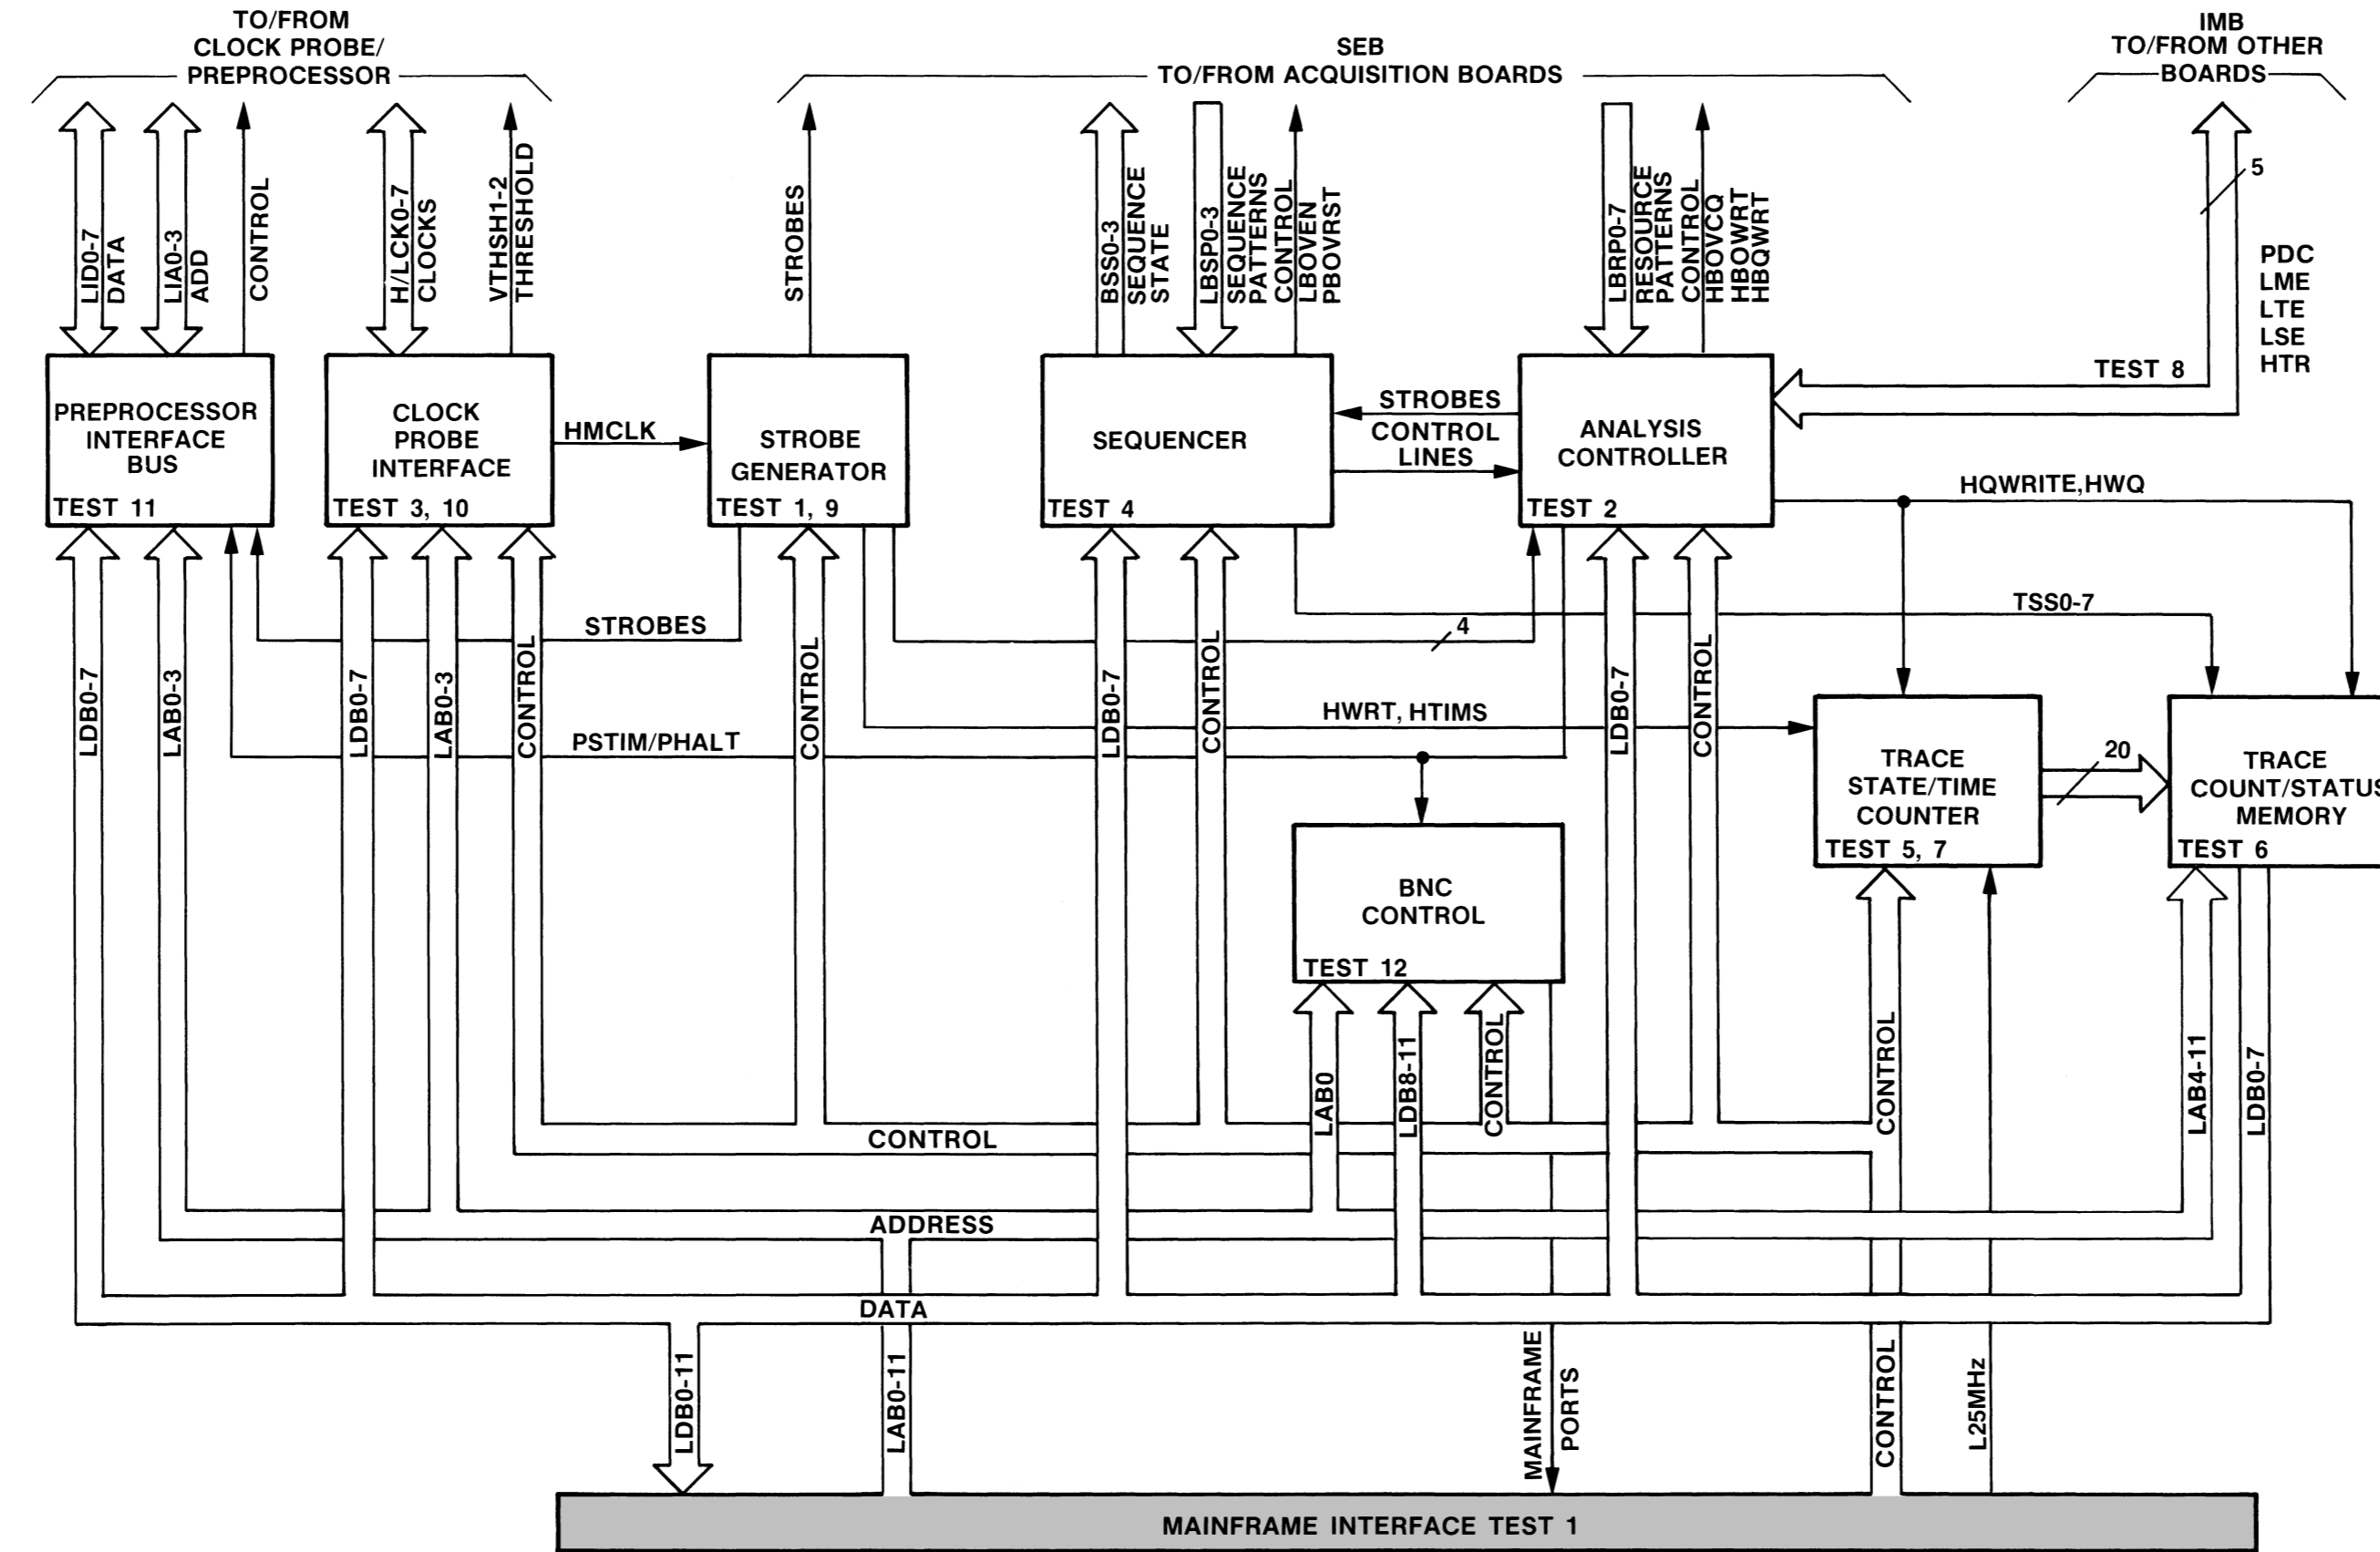 TO/FROM
CLOCK PROBE/
PREPROCESSOR
SEB
TO/FROM ACQUISITION BOARDS
IMB
TO/FROM OTHER
BOARDS
LID0-7
DATA
LIA0-3
ADD
CONTROL
H/LCK0-7
CLOCKS
VTHSH1-2
THRESHOLD
STROBES
BSS0-3
SEQUENCE
STATE
LBSP0-3
SEQUENCE
PATTERNS
CONTROL
LBOVEN
PBOVRST
LBRP0-7
RESOURCE
PATTERNS
CONTROL
HBOVCQ
HBOWRT
HBQWRT
5
PDC
LME
LTE
LSE
HTR
TEST 8
PREPROCESSOR
INTERFACE
BUS
TEST 11
CLOCK
PROBE
INTERFACE
TEST 3, 10
HMCLK
STROBE
GENERATOR
TEST 1, 9
SEQUENCER
TEST 4
STROBES
CONTROL
LINES
ANALYSIS
CONTROLLER
TEST 2
HQWRITE,HWQ
TSS0-7
STROBES
4
HWRT, HTIMS
PSTIM/PHALT
LDB0-7
LAB0-3
LDB0-7
LAB0-3
CONTROL
CONTROL
LDB0-7
CONTROL
LDB0-7
CONTROL
TRACE
STATE/TIME
COUNTER
TEST 5, 7
20
TRACE
COUNT/STATUS
MEMORY
TEST 6
BNC
CONTROL
TEST 12
LAB0
LDB8-11
CONTROL
CONTROL
LAB4-11
LDB0-7
CONTROL
ADDRESS
DATA
LDB0-11
LAB0-11
MAINFRAME
PORTS
CONTROL
L25MHz
MAINFRAME INTERFACE TEST 1